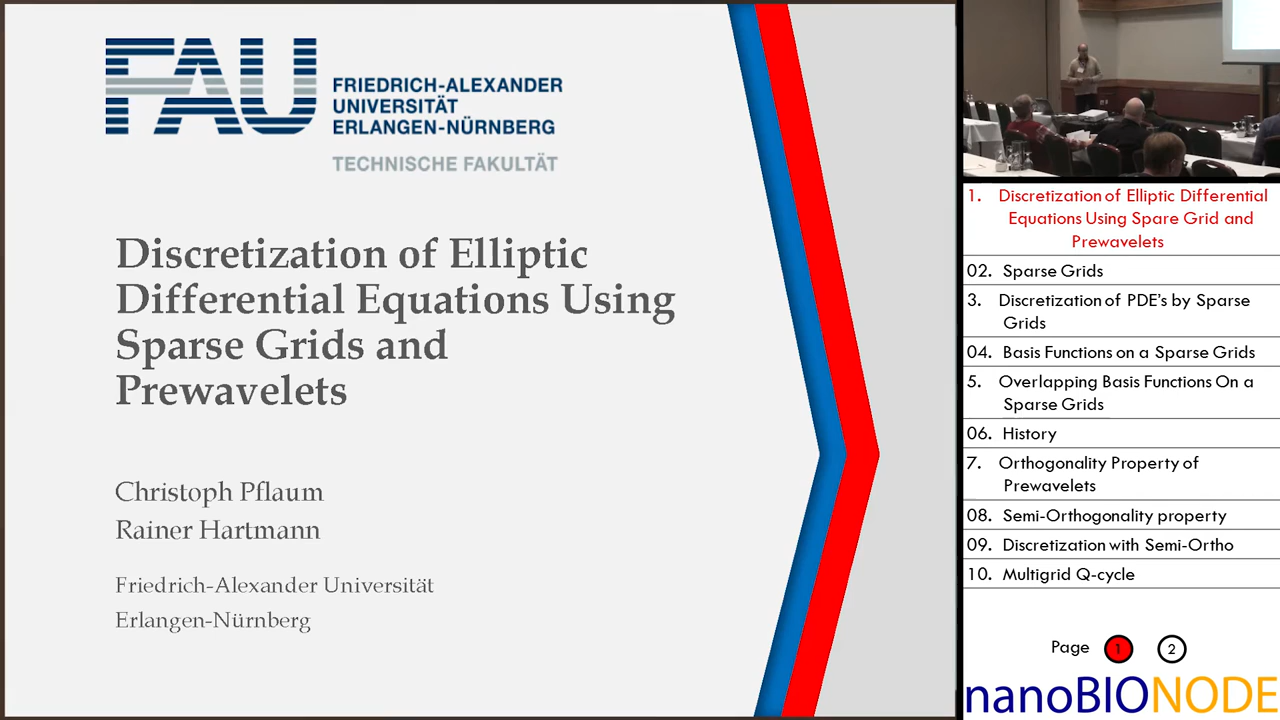 FAU
FRIEDRICH-ALEXANDER
UNIVERSITÄT
ERLANGEN-NÜRNBERG
TECHNISCHE FAKULTÄT
Discretization of Elliptic
Differential Equations Using
Sparse Grids and
Prewavelets
Christoph Pflaum
Rainer Hartmann
Friedrich-Alexander Universität
Erlangen-Nürnberg
1. Discretization of Elliptic Differential
Equations Using Spare Grid and
Prewavelets
02. Sparse Grids
3. Discretization of PDE's by Sparse
Grids
04. Basis Functions on a Sparse Grids
5. Overlapping Basis Functions On a
Sparse Grids
06. History
7. Orthogonality Property of
Prewavelets
08. Semi-Orthogonality property
09. Discretization with Semi-Ortho
10. Multigrid Q-cycle
Page 1 2
nanoBIONODE